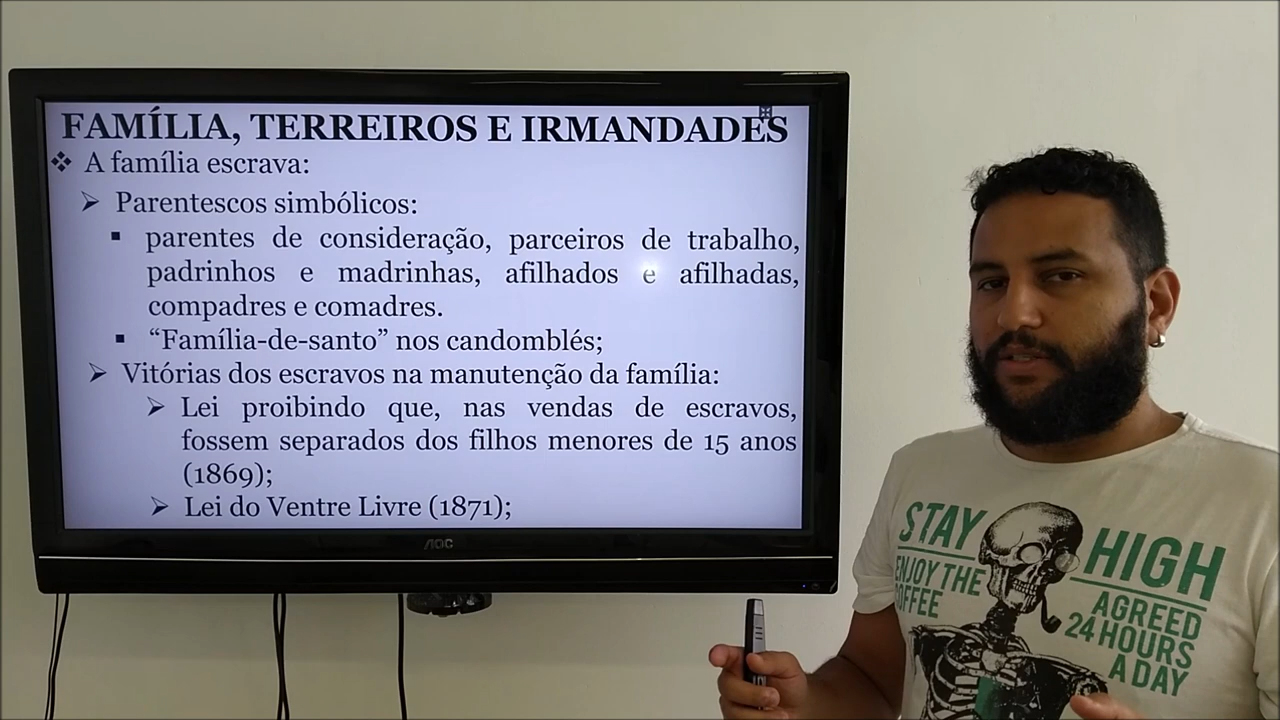 FAMÍLIA, TERREIROS E IRMANDADES
❖ A família escrava:
➢ Parentescos simbólicos:
▪ parentes de consideração, parceiros de trabalho,
padrinhos e madrinhas, afilhados e afilhadas,
compadres e comadres.
▪ “Família-de-santo” nos candomblés;
➢ Vitórias dos escravos na manutenção da família:
➢ Lei proibindo que, nas vendas de escravos,
fossem separados dos filhos menores de 15 anos
(1869);
➢ Lei do Ventre Livre (1871);
AOC
STAY HIGH
ENJOY THE
COFFEE
AGREED
24 HOURS
A DAY